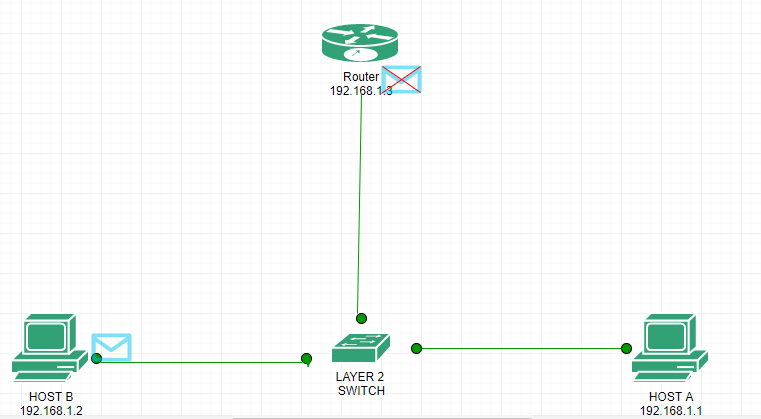 Router
192.168.1.3
LAYER 2
SWITCH
HOST B
192.168.1.2
HOST A
192.168.1.1